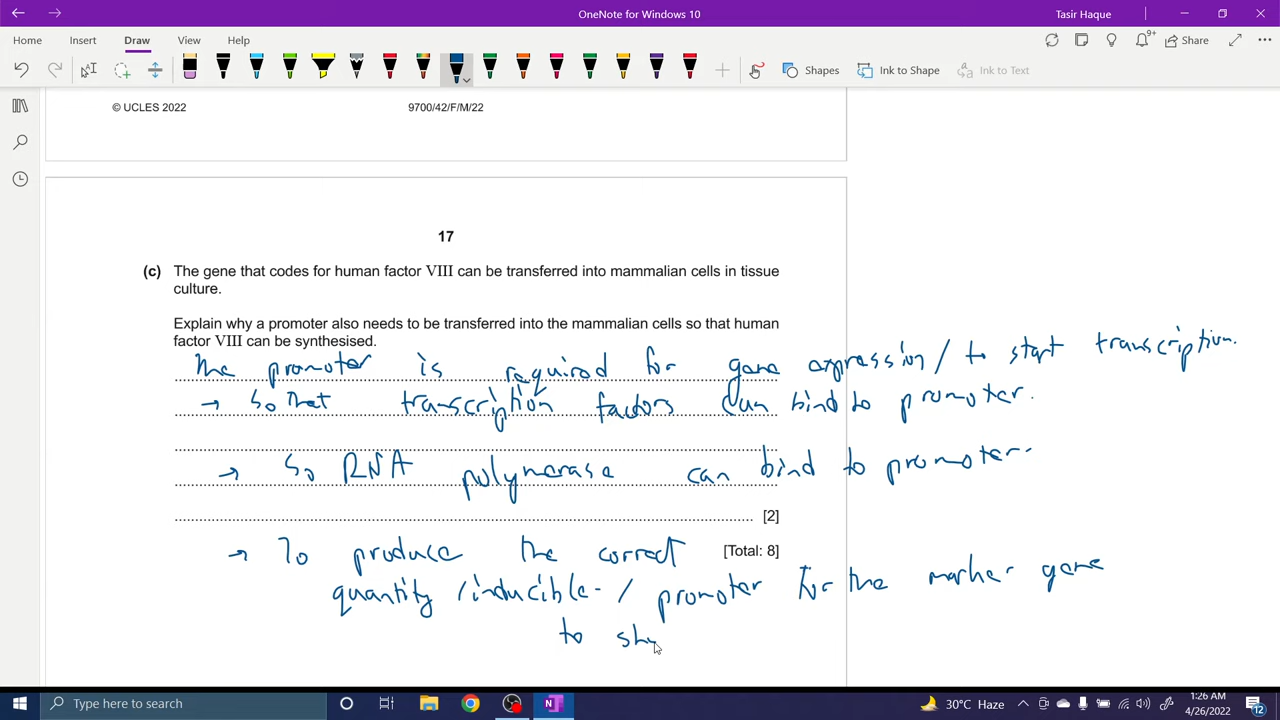 OneNote for Windows 10
Tasir Haque
Home Insert Draw View Help
Share
Shapes
Ink to Shape
Ink to Text
© UCLES 2022 9700/42/F/M/22
17
(c) The gene that codes for human factor VIII can be transferred into mammalian cells in tissue
culture.
Explain why a promoter also needs to be transferred into the mammalian cells so that human
factor VIII can be synthesised.
The promoter is required for gene expression / to start transcription.
→ So that transcription factors can bind to promoter.
→ So RNA polymerase can bind to promoter.
[2]
→ To produce the correct
[Total: 8]
quantity / inducible / promoter for the marker gene
to sh
Type here to search
30°C Haze
1:26 AM
4/26/2022
12